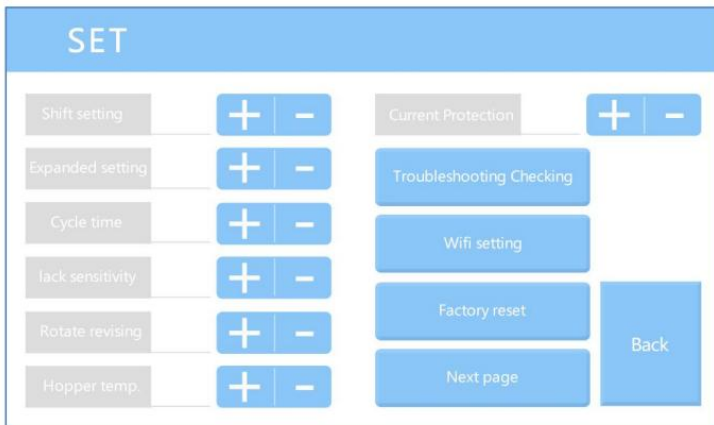 SET
Shift setting
+ -
Expanded setting
+ -
Cycle time
+ -
lack sensitivity
+ -
Rotate revising
+ -
Hopper temp.
+ -
Current Protection
+ -
Troubleshooting Checking
Wifi setting
Factory reset
Next page
Back